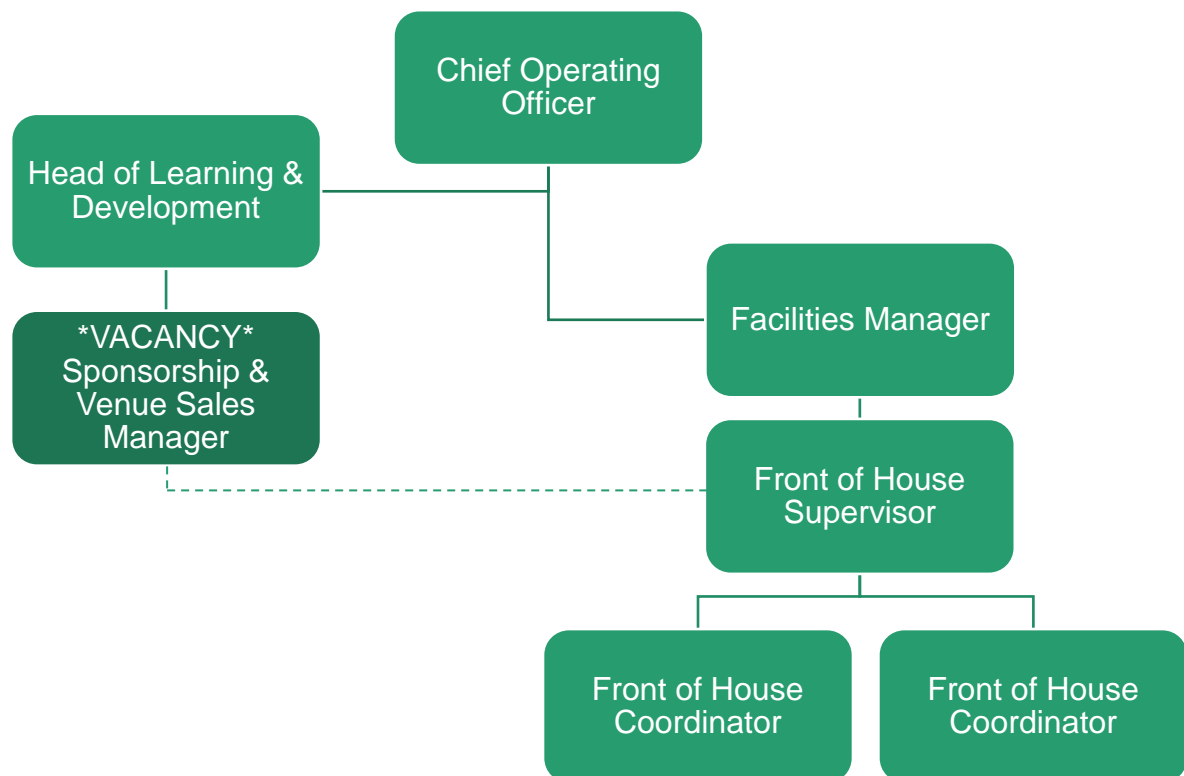 Chief Operating
Officer
Head of Learning &
Development
Facilities Manager
*VACANCY*
Sponsorship &
Venue Sales
Manager
Front of House
Supervisor
Front of House
Coordinator
Front of House
Coordinator